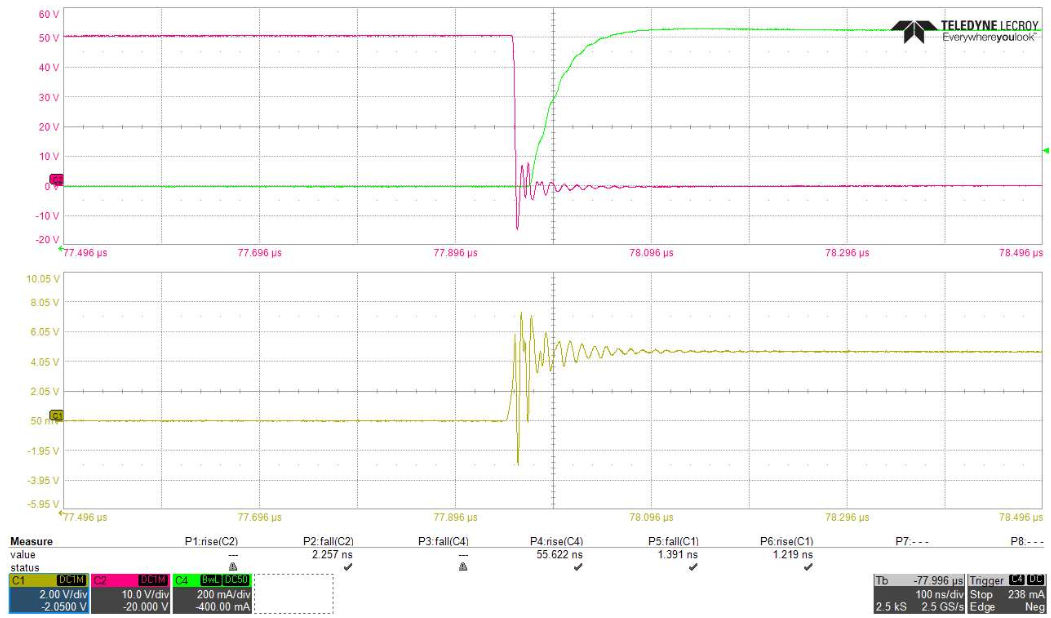 60 V
TELEDYNE LECROY
Everywhereyoulook™
50 V
40 V
30 V
20 V
10 V
C2
0 V
-10 V
-20 V
77.496 µs 77.696 µs 77.896 µs 78.096 µs 78.296 µs 78.496 µs
10.05 V
8.05 V
6.05 V
4.05 V
2.05 V
C1
50 m
-1.95 V
-3.95 V
-5.95 V
77.496 µs 77.696 µs 77.896 µs 78.096 µs 78.296 µs 78.496 µs
Measure P1:rise(C2) P2:fall(C2) P3:fall(C4) P4:rise(C4) P5:fall(C1) P6:rise(C1) P7:- - - P8:- - -
value --- 2.257 ns --- 55.622 ns 1.391 ns 1.219 ns
status
C1 DC1M C2 DC1M C4 BwL DC50 Tb -77.996 µs Trigger C4 DC
2.00 V/div 10.0 V/div 200 mA/div 100 ns/div Stop 238 mA
-2.0500 V -20.000 V -400.00 mA 2.5 kS 2.5 GS/s Edge Neg